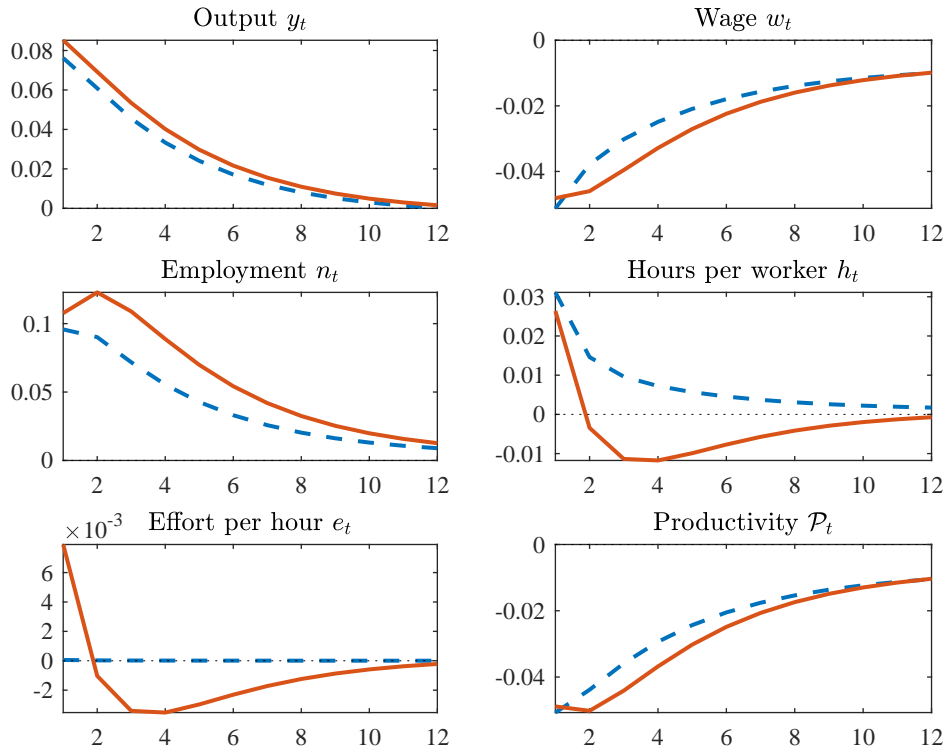 Output y_t
0.08
0.06
0.04
0.02
0
2 4 6 8 10 12
Wage w_t
0
-0.02
-0.04
2 4 6 8 10 12
Employment n_t
0.1
0.05
0
2 4 6 8 10 12
Hours per worker h_t
0.03
0.02
0.01
0
-0.01
2 4 6 8 10 12
Effort per hour e_t
×10^-3
6
4
2
0
-2
2 4 6 8 10 12
Productivity 𝒫_t
0
-0.02
-0.04
2 4 6 8 10 12